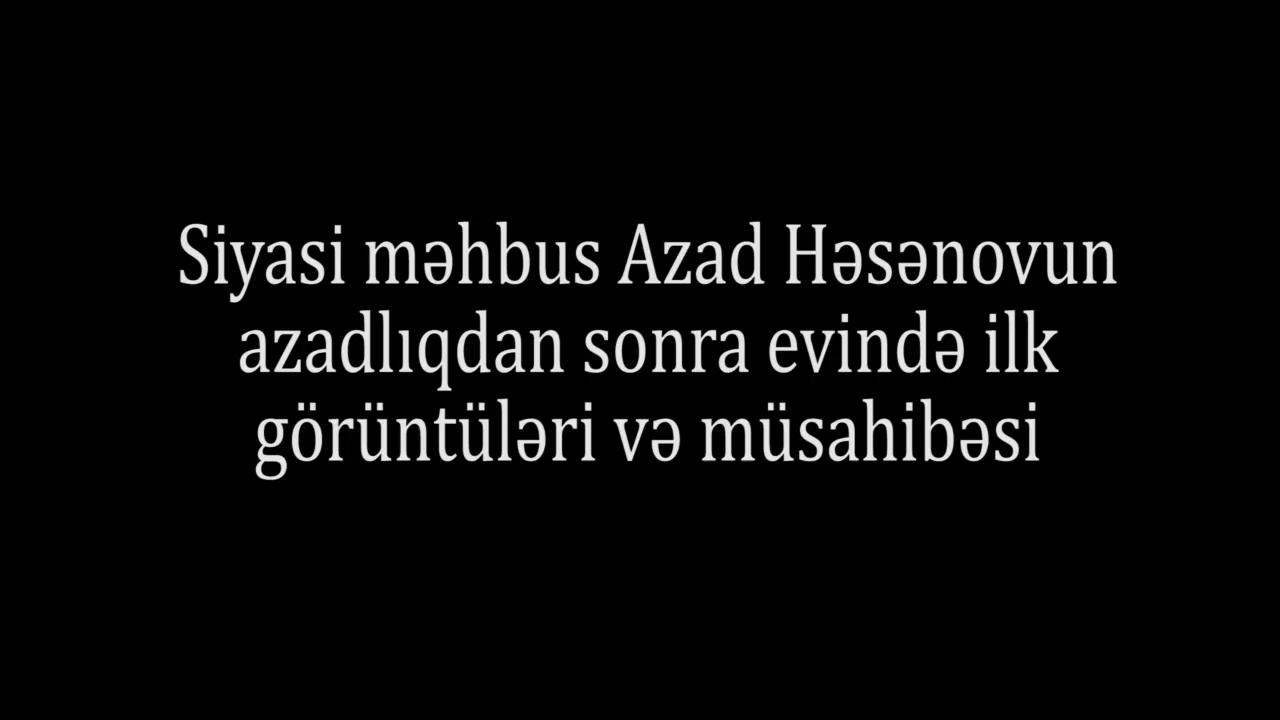 Siyasi məhbus Azad Həsənovun
azadlıqdan sonra evində ilk
görüntüləri və müsahibəsi